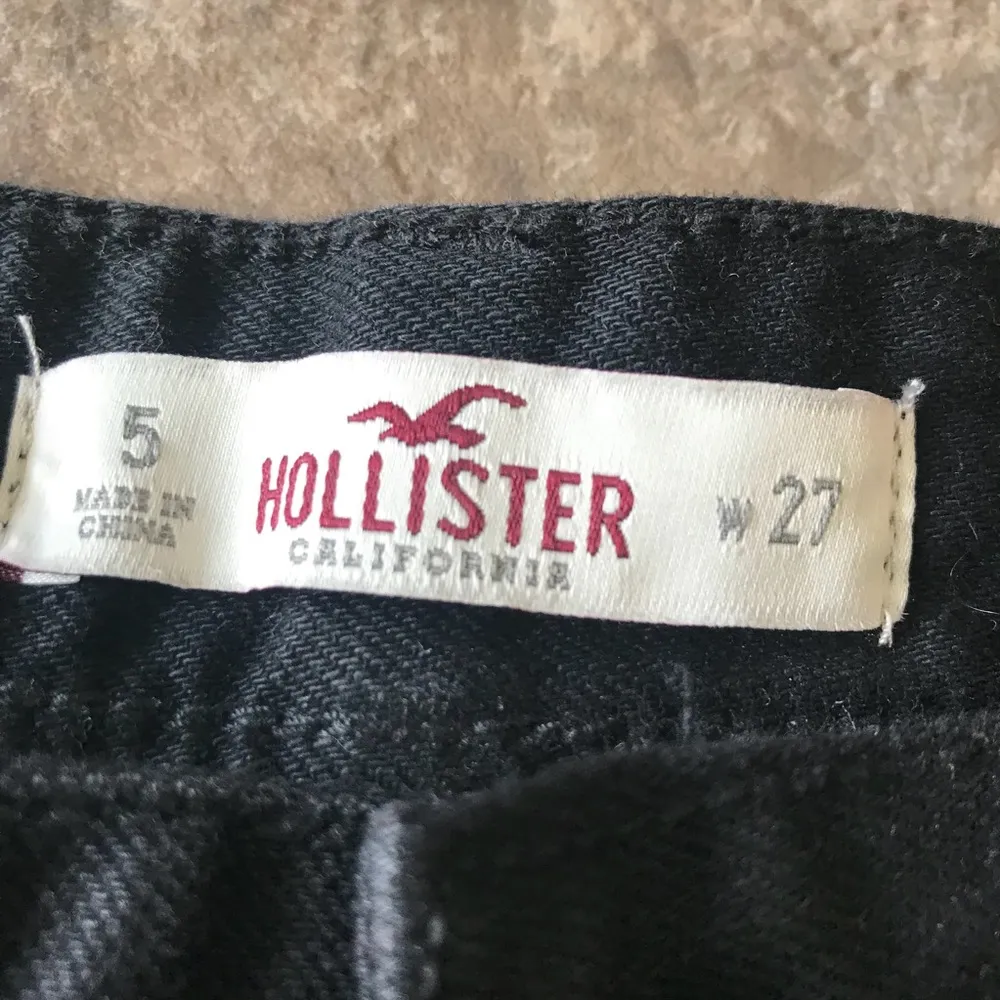 5
MADE IN
CHINA
HOLLISTER
CALIFORNIA
W 27